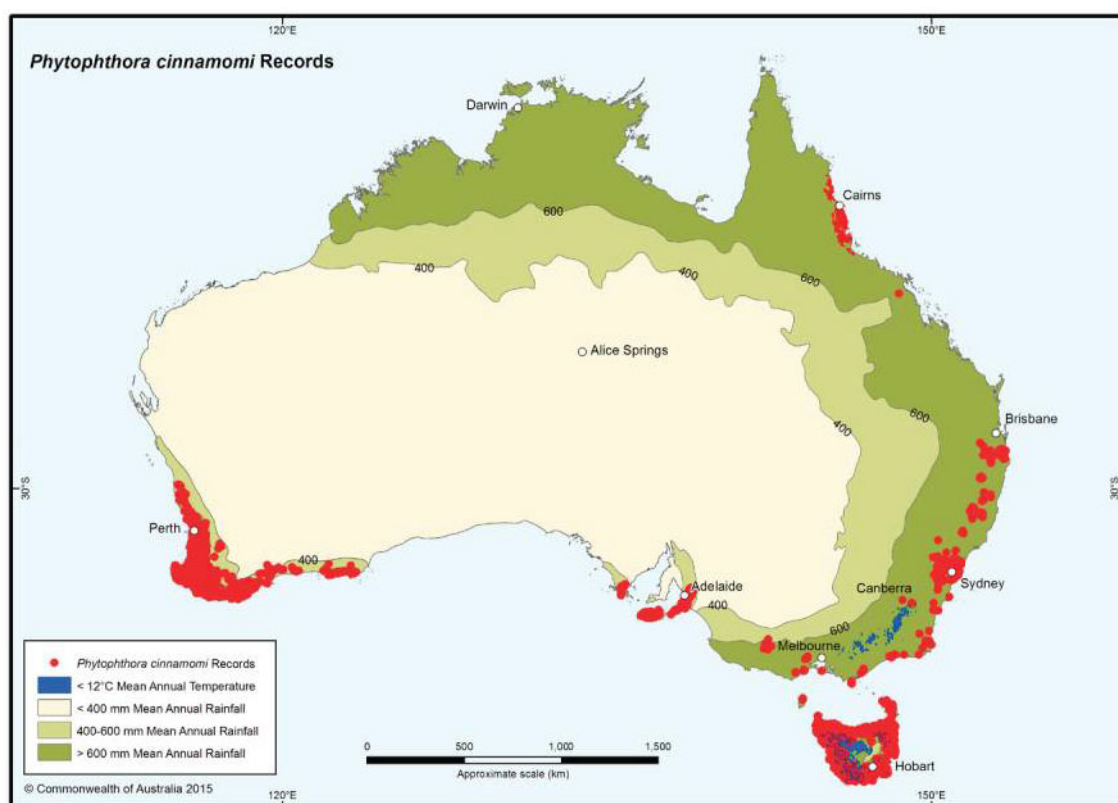 120°E 150°E
Phytophthora cinnamomi Records
Darwin
Cairns
600
400
400
600
Alice Springs
600
Brisbane
400
30°S 30°S
Perth
400
Sydney
Adelaide
Canberra
400
600
Melbourne
Phytophthora cinnamomi Records
< 12°C Mean Annual Temperature
< 400 mm Mean Annual Rainfall
400-600 mm Mean Annual Rainfall
> 600 mm Mean Annual Rainfall
0 500 1,000 1,500
Approximate scale (km)
Hobart
© Commonwealth of Australia 2015
120°E 150°E